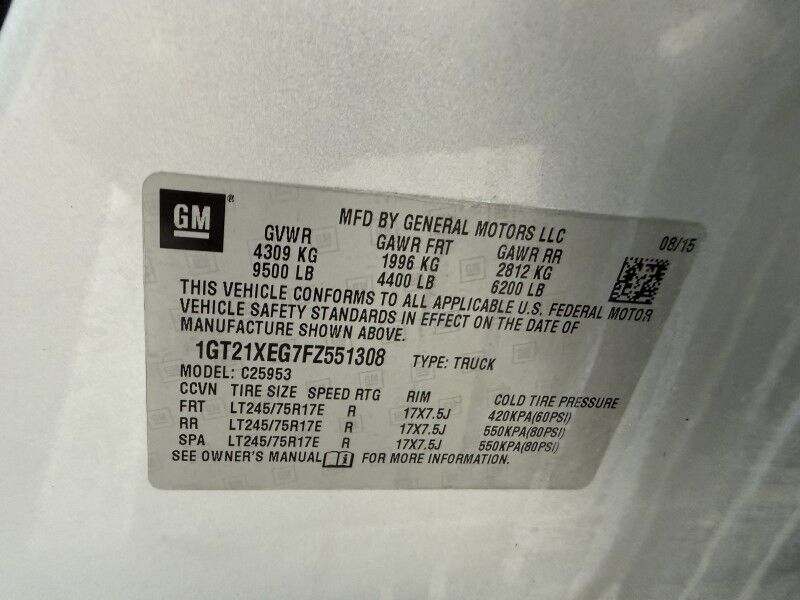 GM®
MFD BY GENERAL MOTORS LLC
08/15
GVWR GAWR FRT GAWR RR
4309 KG 1996 KG 2812 KG
9500 LB 4400 LB 6200 LB
THIS VEHICLE CONFORMS TO ALL APPLICABLE U.S. FEDERAL MOTOR
VEHICLE SAFETY STANDARDS IN EFFECT ON THE DATE OF
MANUFACTURE SHOWN ABOVE.
1GT21XEG7FZ551308 TYPE: TRUCK
MODEL: C25953
CCVN TIRE SIZE SPEED RTG RIM COLD TIRE PRESSURE
FRT LT245/75R17E R 17X7.5J 420KPA(60PSI)
RR LT245/75R17E R 17X7.5J 550KPA(80PSI)
SPA LT245/75R17E R 17X7.5J 550KPA(80PSI)
SEE OWNER'S MANUAL FOR MORE INFORMATION.